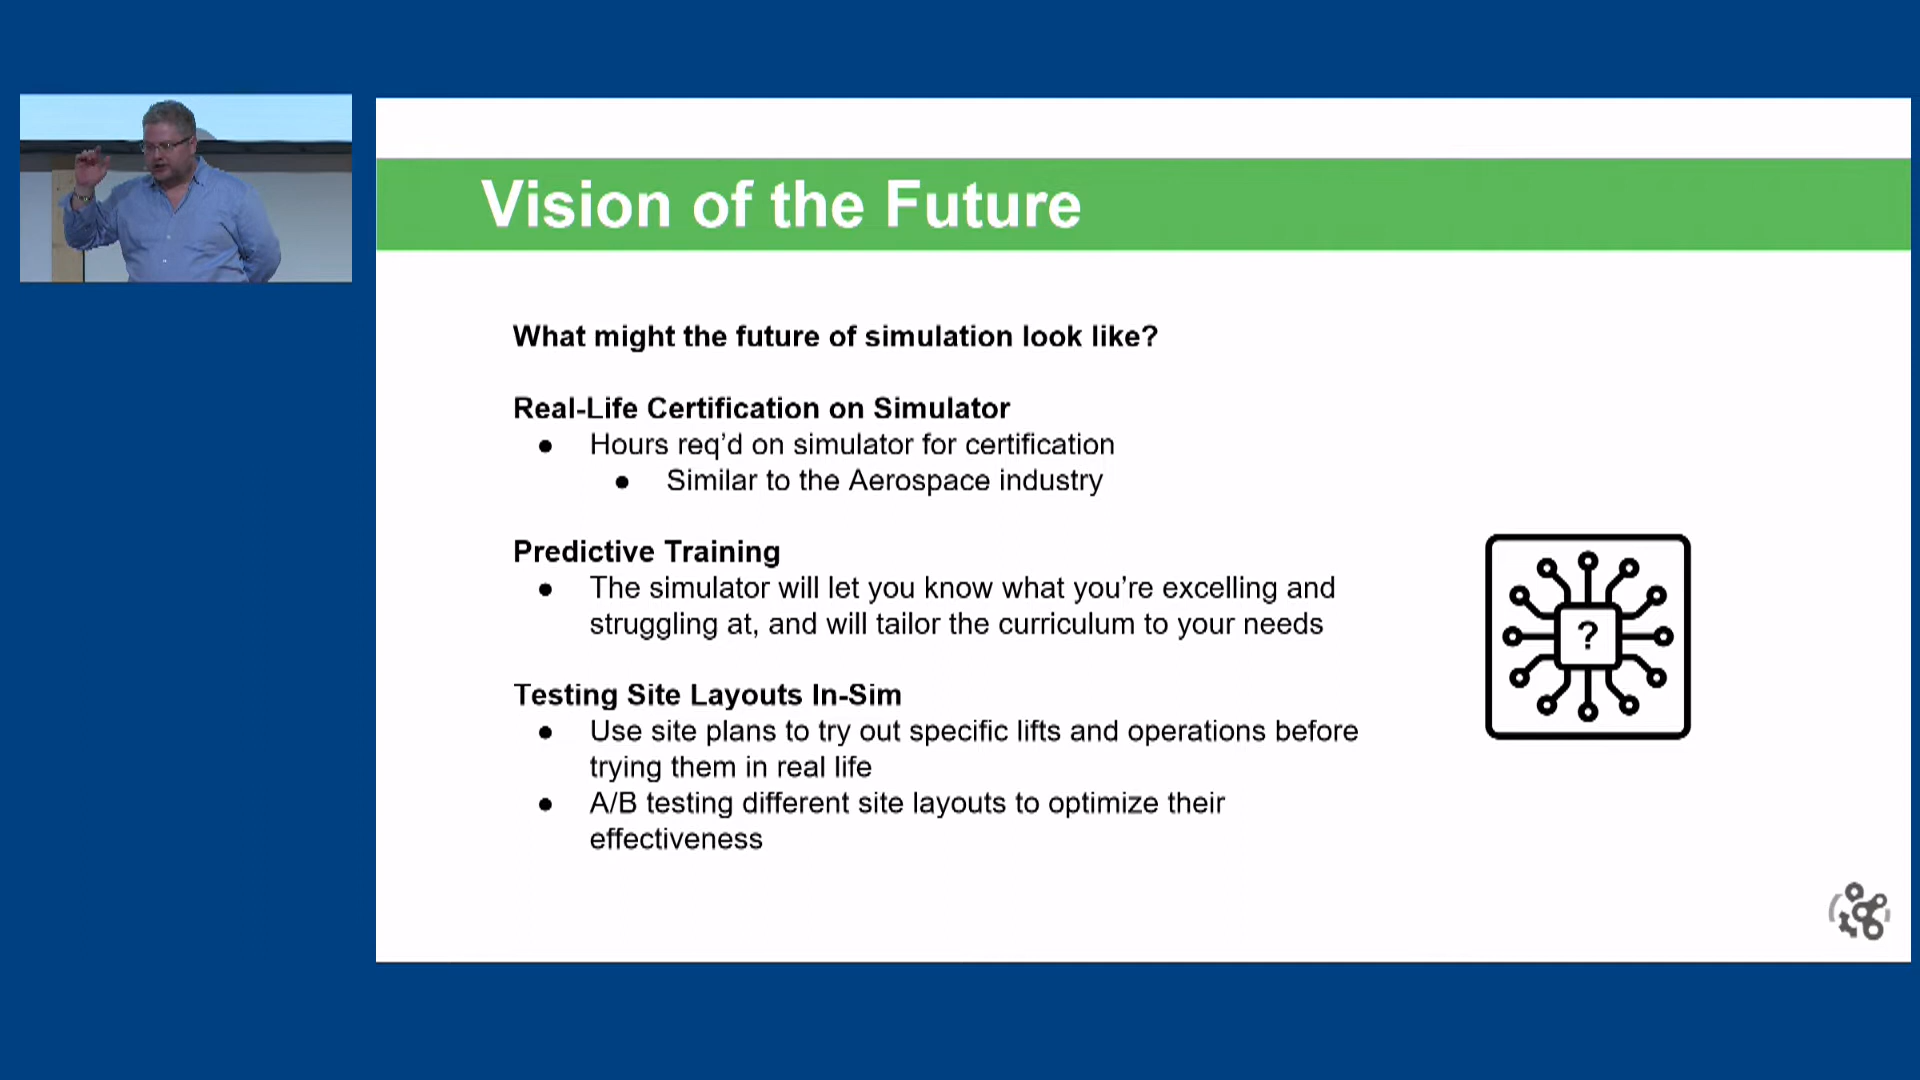 Vision of the Future
What might the future of simulation look like?
Real-Life Certification on Simulator
● Hours req’d on simulator for certification
● Similar to the Aerospace industry
Predictive Training
● The simulator will let you know what you’re excelling and
struggling at, and will tailor the curriculum to your needs
?
Testing Site Layouts In-Sim
● Use site plans to try out specific lifts and operations before
trying them in real life
● A/B testing different site layouts to optimize their
effectiveness